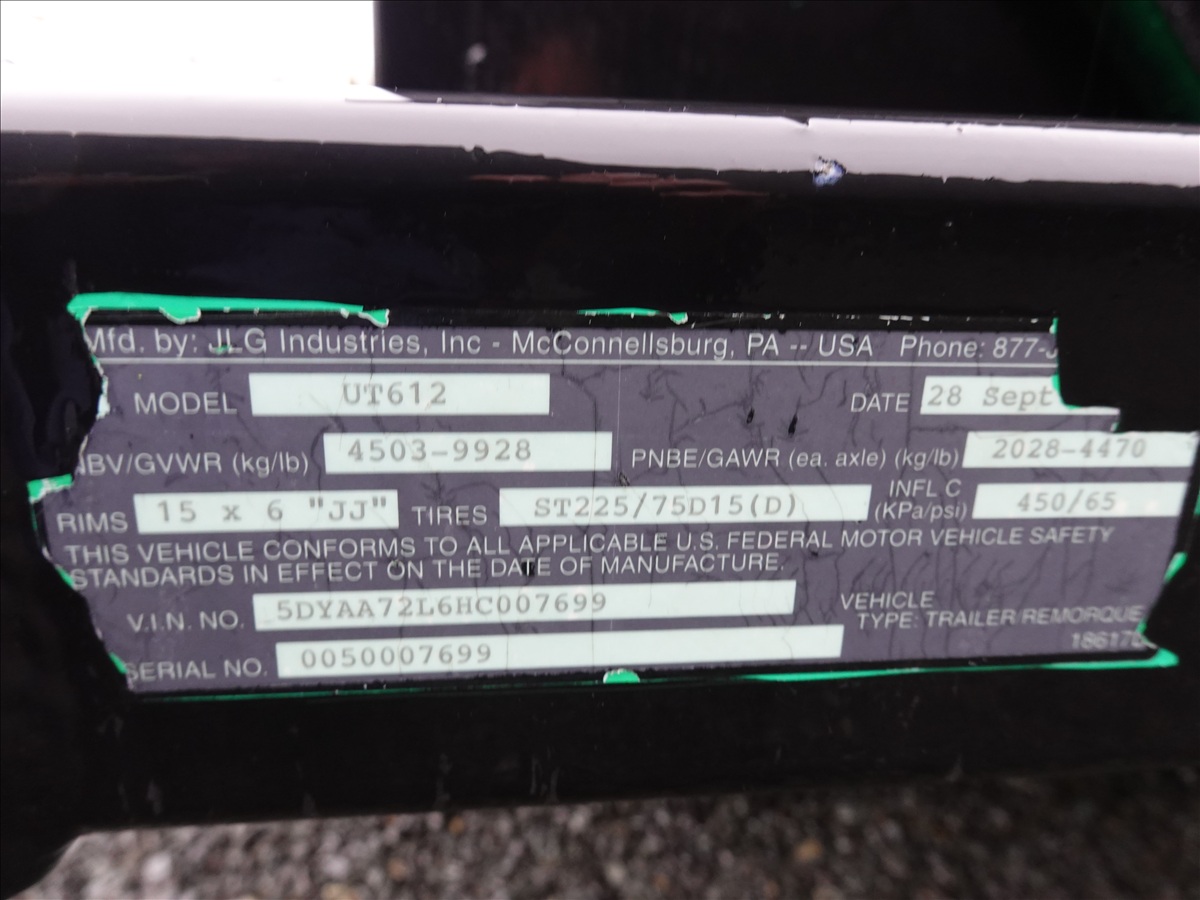 Mfd. by: JLG Industries, Inc - McConnellsburg, PA -- USA Phone: 877-
MODEL UT612 DATE 28 Sept
NBV/GVWR (kg/lb) 4503-9928 PNBE/GAWR (ea. axle) (kg/lb) 2028-4470
RIMS 15 x 6 "JJ" TIRES ST225/75D15(D) INFL C (KPa/psi) 450/65
THIS VEHICLE CONFORMS TO ALL APPLICABLE U.S. FEDERAL MOTOR VEHICLE SAFETY
STANDARDS IN EFFECT ON THE DATE OF MANUFACTURE.
V.I.N. NO. 5DYAA72L6HC007699 VEHICLE
TYPE: TRAILER/REMORQUE
SERIAL NO. 0050007699